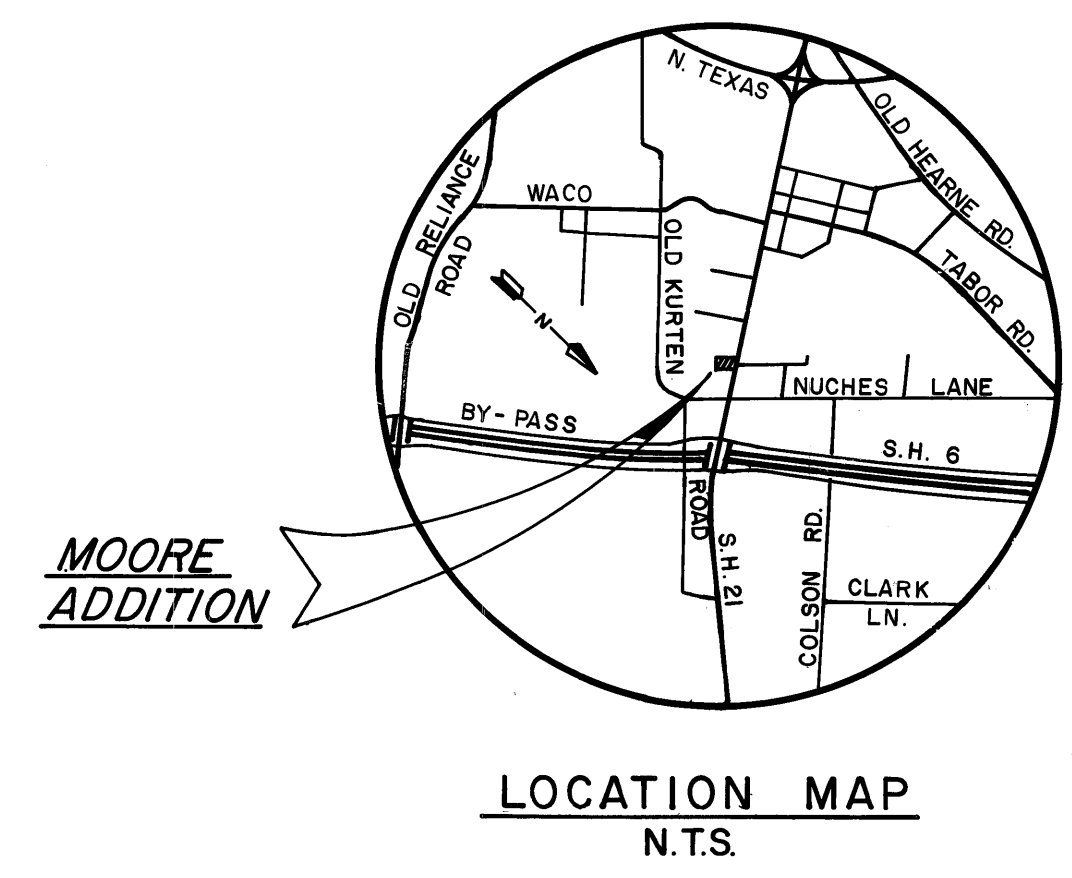 N. TEXAS
OLD HEARNE RD.
OLD RELIANCE
ROAD
WACO
OLD KURTEN
TABOR RD.
N
NUCHES LANE
BY-PASS
S.H. 6
ROAD
S.H. 21
COLSON RD.
CLARK
LN.
MOORE
ADDITION
LOCATION MAP
N.T.S.